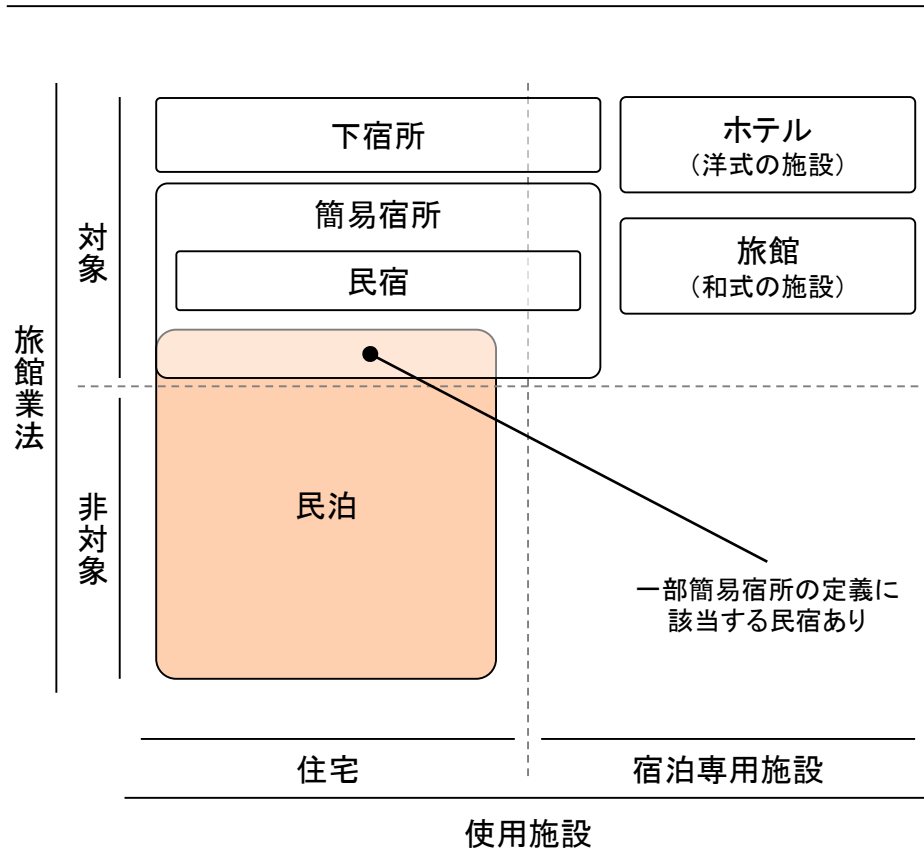 下宿所
ホテル
（洋式の施設）
簡易宿所
民宿
旅館
（和式の施設）
対象
旅館業法
民泊
非対象
一部簡易宿所の定義に
該当する民宿あり
住宅
宿泊専用施設
使用施設